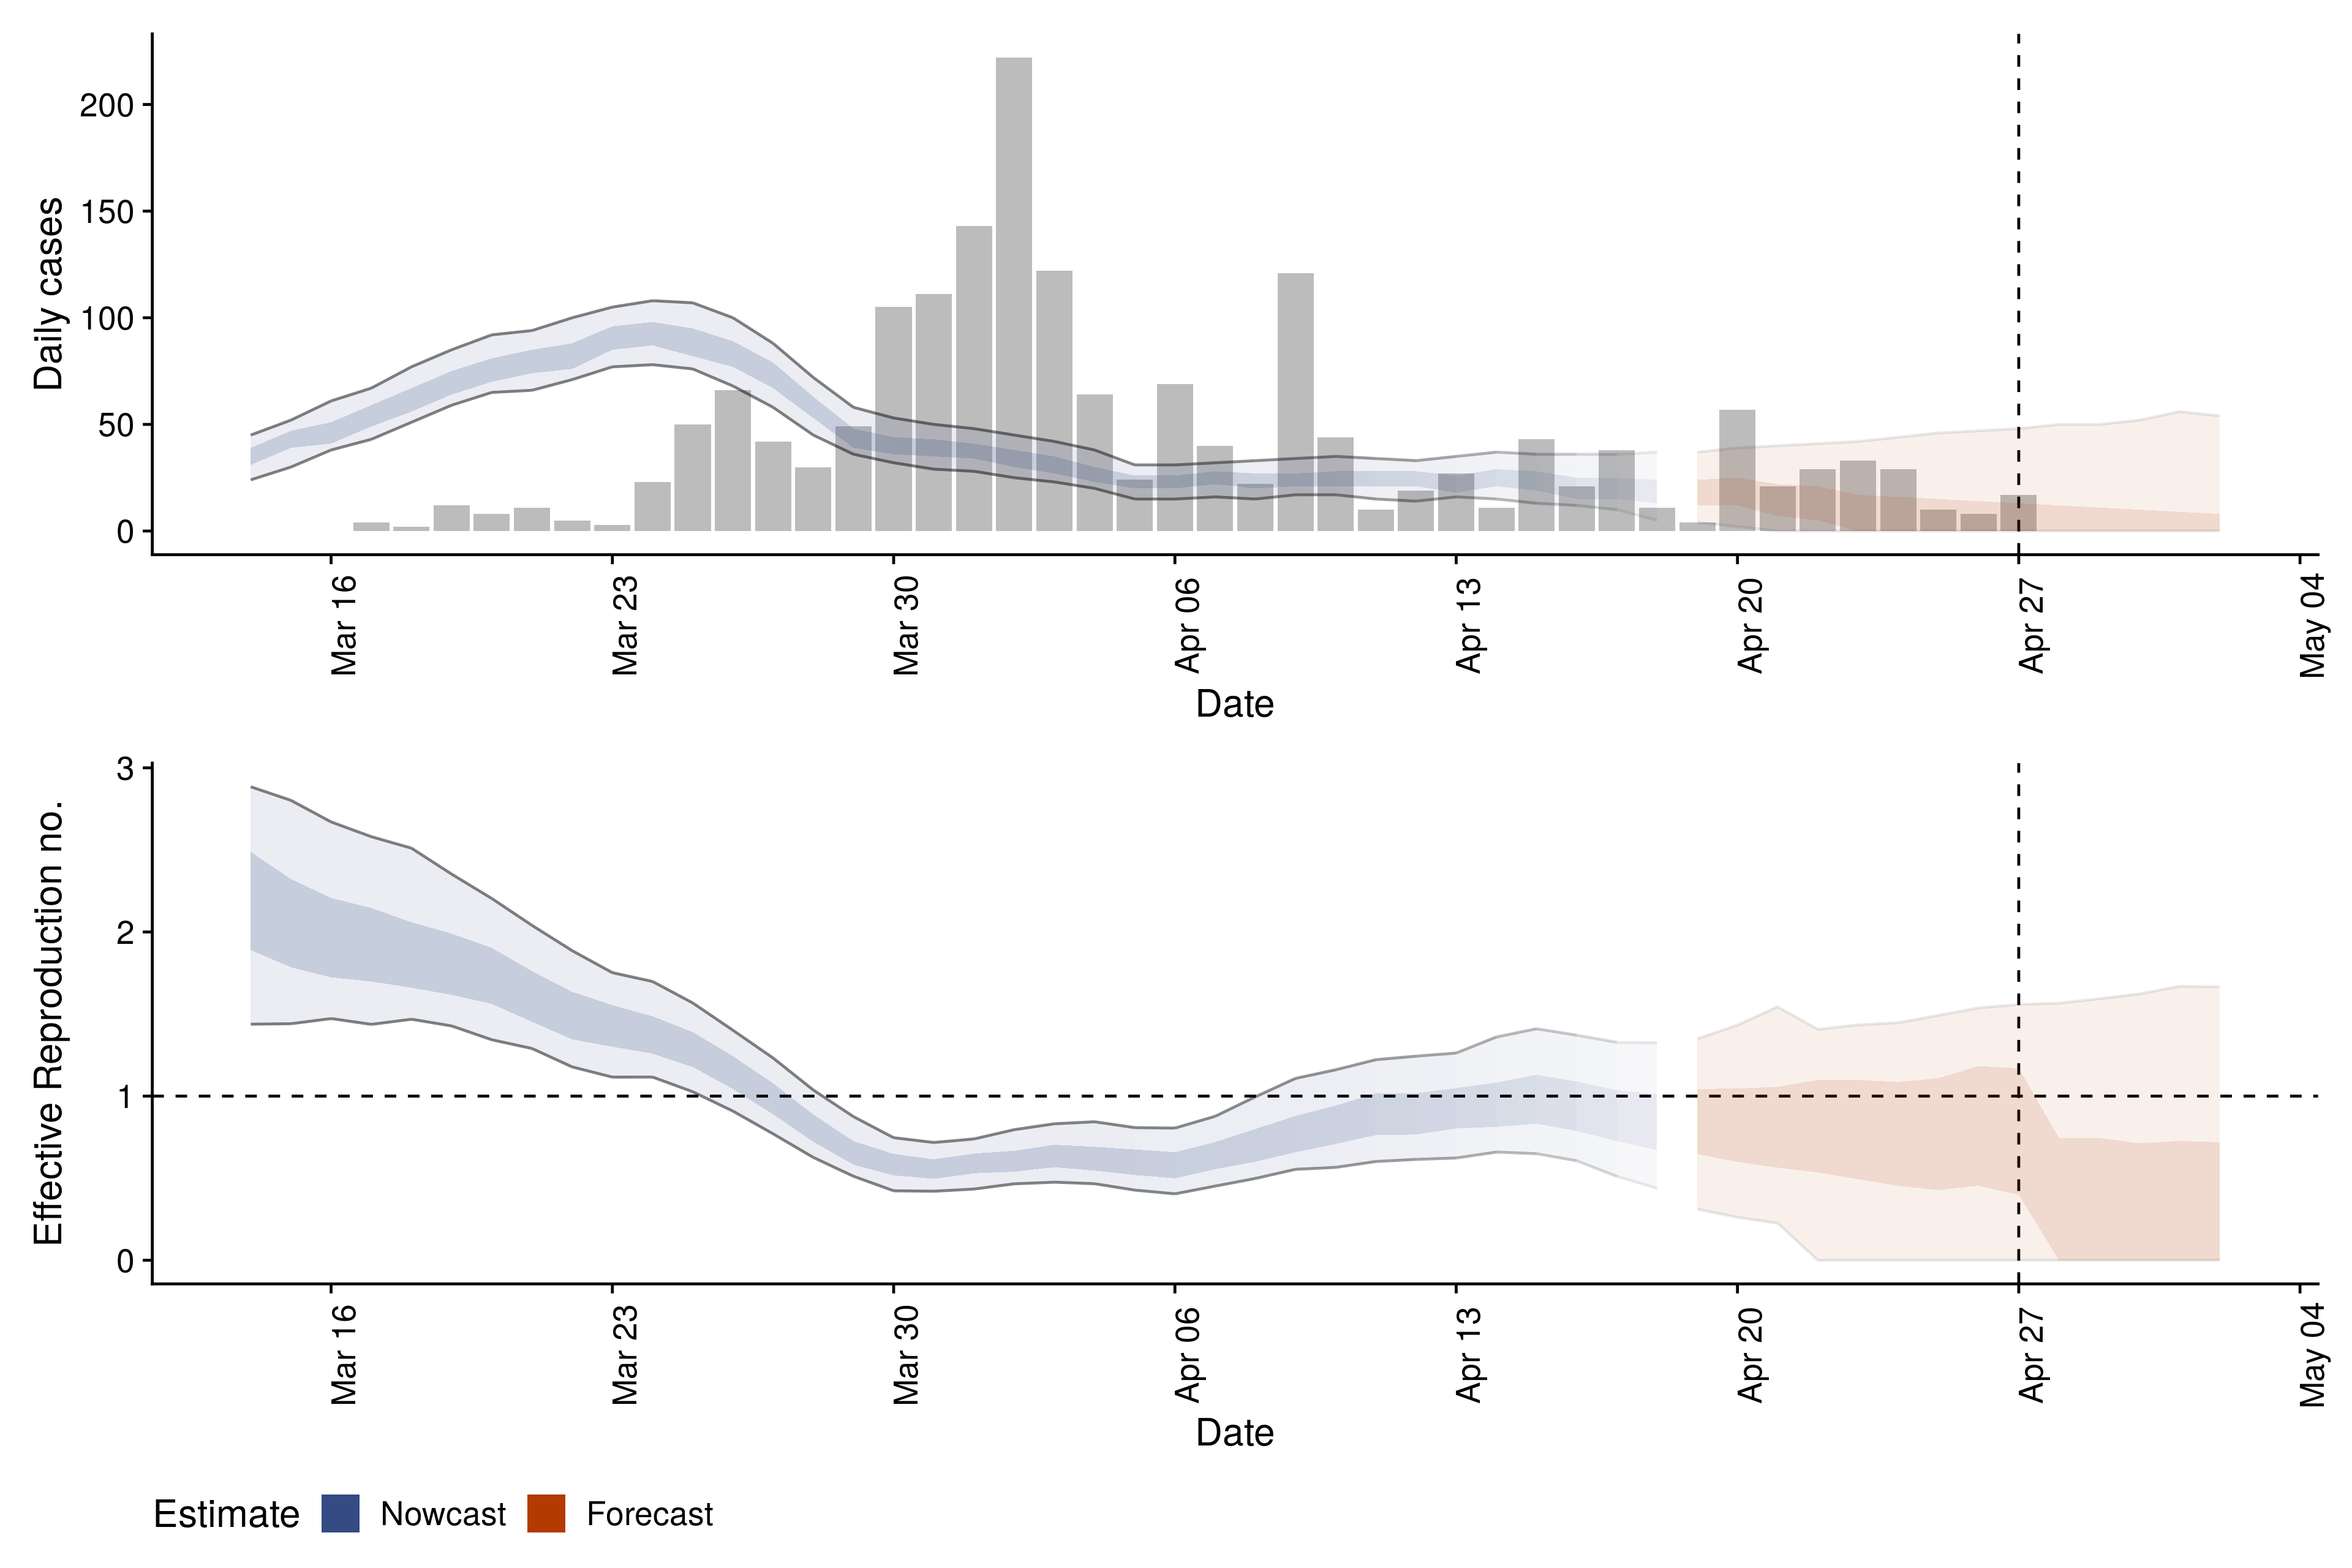 Daily cases
200
150
100
50
0
Mar 16
Mar 23
Mar 30
Apr 06
Apr 13
Apr 20
Apr 27
May 04
Date
Effective Reproduction no.
3
2
1
0
Mar 16
Mar 23
Mar 30
Apr 06
Apr 13
Apr 20
Apr 27
May 04
Date
Estimate Nowcast Forecast